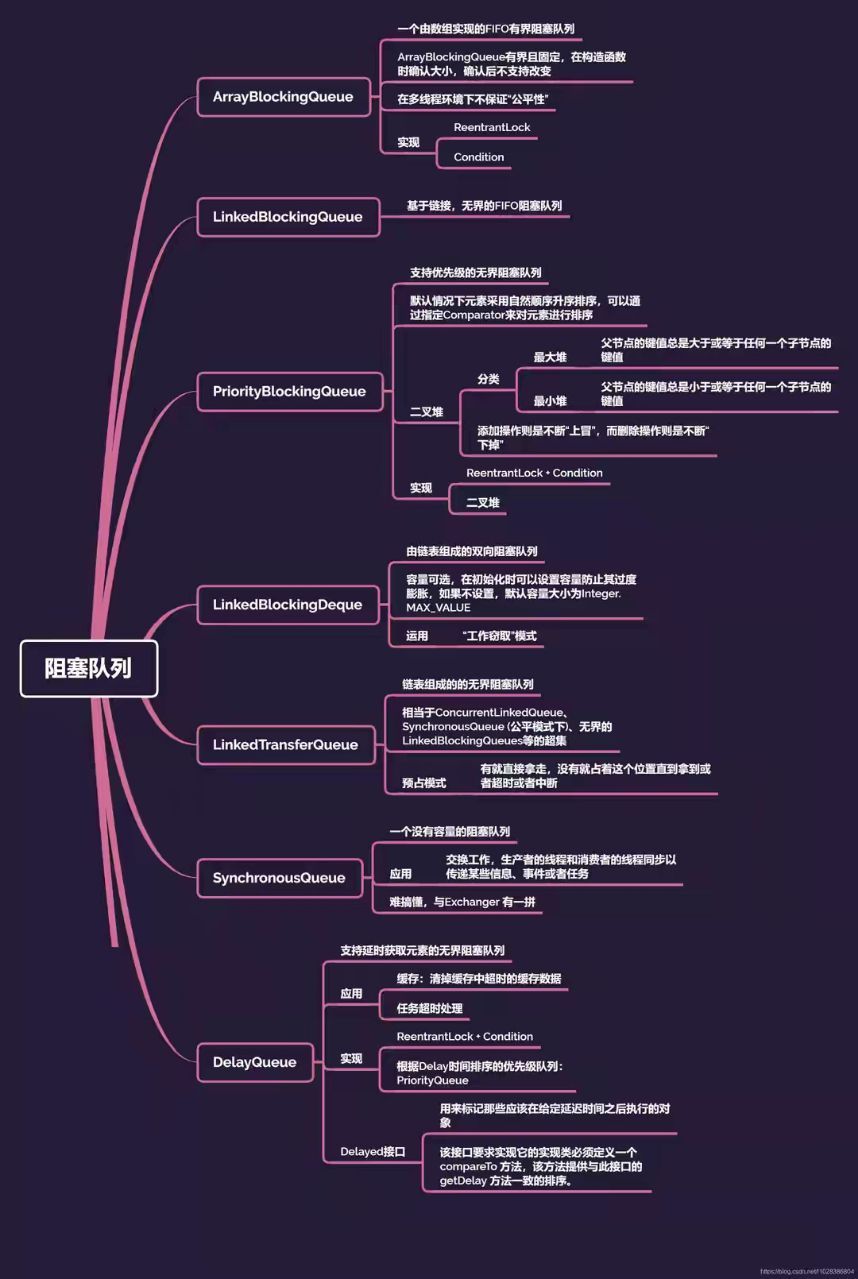 一个由数组实现的FIFO有界阻塞队列
ArrayBlockingQueue有界且固定，在构造函数
时确认大小，确认后不支持改变
ArrayBlockingQueue
在多线程环境下不保证“公平性”
实现
ReentrantLock
Condition
LinkedBlockingQueue
基于链接，无界的FIFO阻塞队列
支持优先级的无界阻塞队列
默认情况下元素采用自然顺序升序排序，可以通
过指定Comparator来对元素进行排序
PriorityBlockingQueue
二叉堆
分类
最大堆
父节点的键值总是大于或等于任何一个子节点的
键值
最小堆
父节点的键值总是小于或等于任何一个子节点的
键值
添加操作则是不断“上冒”，而删除操作则是不断“
下掉”
实现
ReentrantLock + Condition
二叉堆
由链表组成的双向阻塞队列
LinkedBlockingDeque
容量可选，在初始化时可以设置容量防止其过度
膨胀，如果不设置，默认容量大小为Integer.
MAX_VALUE
运用
“工作窃取”模式
阻塞队列
链表组成的的无界阻塞队列
LinkedTransferQueue
相当于ConcurrentLinkedQueue、
SynchronousQueue (公平模式下)、无界的
LinkedBlockingQueues等的超集
预占模式
有就直接拿走，没有就占着这个位置直到拿到或
者超时或者中断
一个没有容量的阻塞队列
SynchronousQueue
应用
交换工作，生产者的线程和消费者的线程同步以
传递某些信息、事件或者任务
难搞懂，与Exchanger 有一拼
支持延时获取元素的无界阻塞队列
应用
缓存：清掉缓存中超时的缓存数据
任务超时处理
DelayQueue
实现
ReentrantLock + Condition
根据Delay时间排序的优先级队列：
PriorityQueue
Delayed接口
用来标记那些应该在给定延迟时间之后执行的对
象
该接口要求实现它的实现类必须定义一个
compareTo 方法，该方法提供与此接口的
getDelay 方法一致的排序。